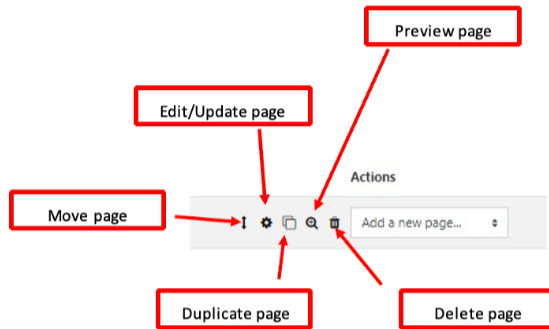 Preview page
Edit/Update page
Actions
Move page
Add a new page...
Duplicate page
Delete page